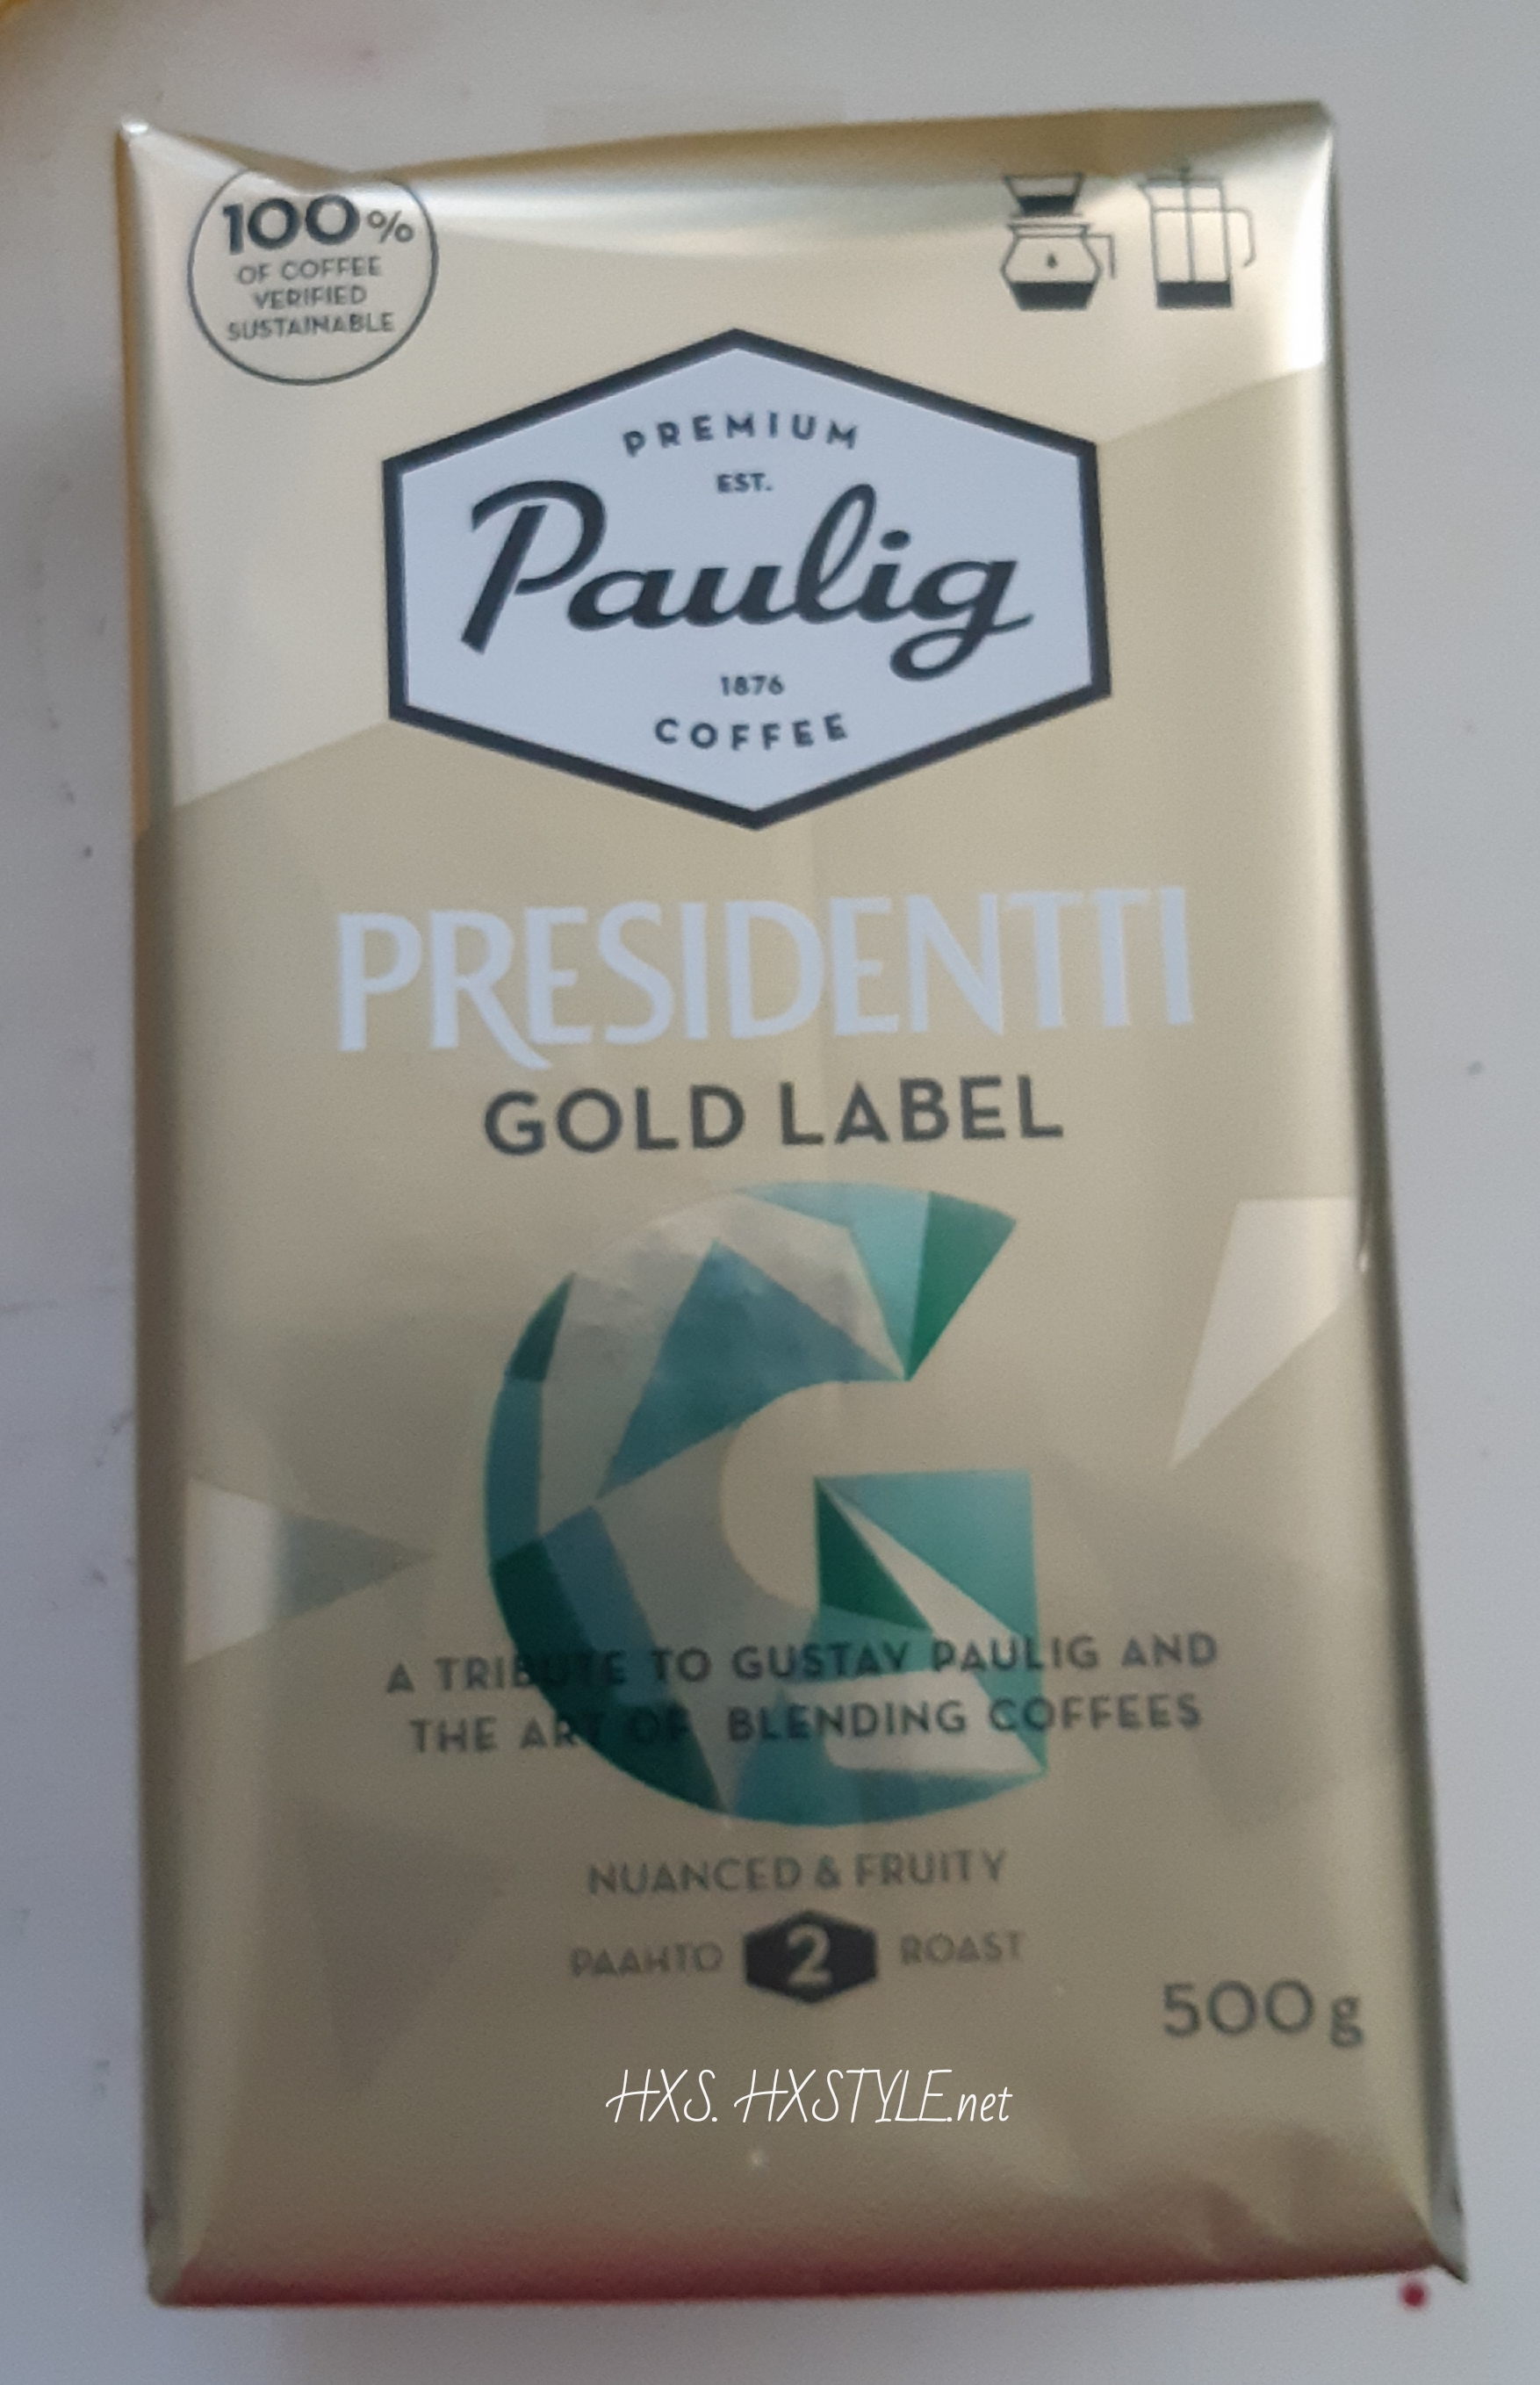 100%
OF COFFEE
VERIFIED
SUSTAINABLE
PREMIUM
EST.
Paulig
1876
COFFEE
PRESIDENTTI
GOLD LABEL
A TRIBUTE TO GUSTAV PAULIG AND
THE ART OF BLENDING COFFEES
NUANCED & FRUITY
PAAHTO 2 ROAST
500 g
HXS. HXSTYLE.net